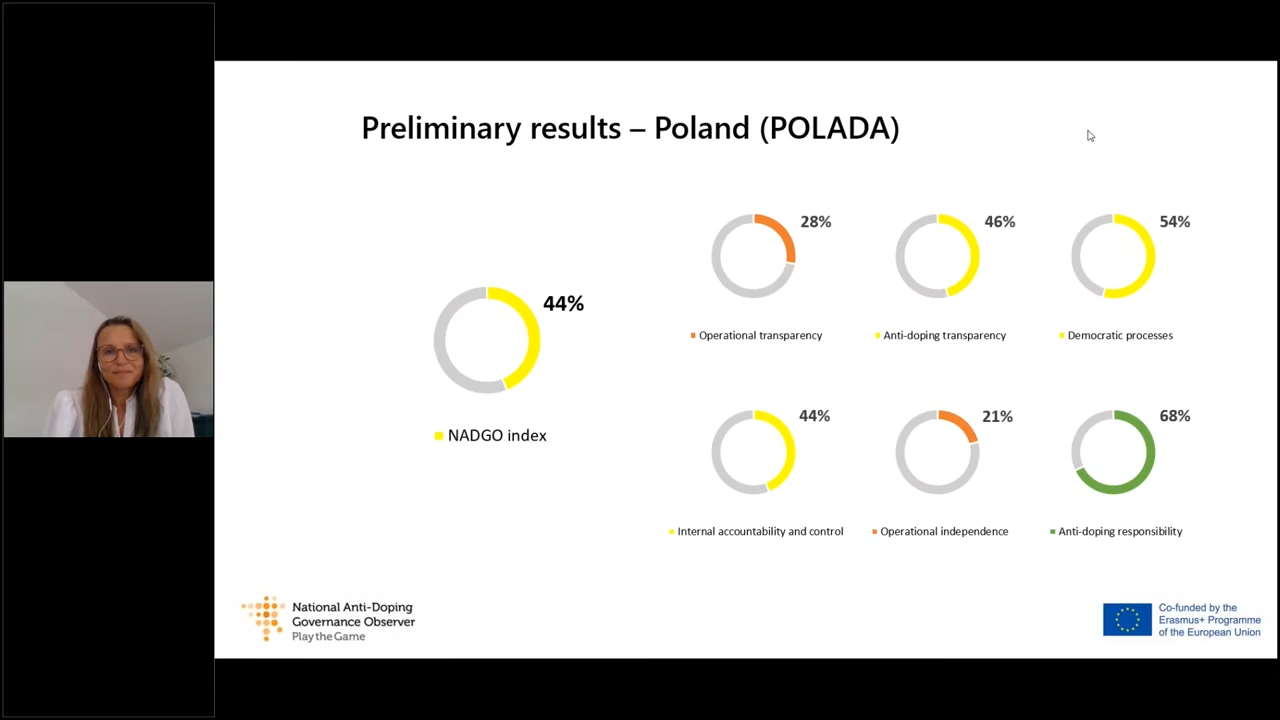 Preliminary results – Poland (POLADA)
28%
46%
54%
Operational transparency
Anti-doping transparency
Democratic processes
44%
NADGO index
44%
21%
68%
Internal accountability and control
Operational independence
Anti-doping responsibility
National Anti-Doping
Governance Observer
Play the Game
Co-funded by the
Erasmus+ Programme
of the European Union